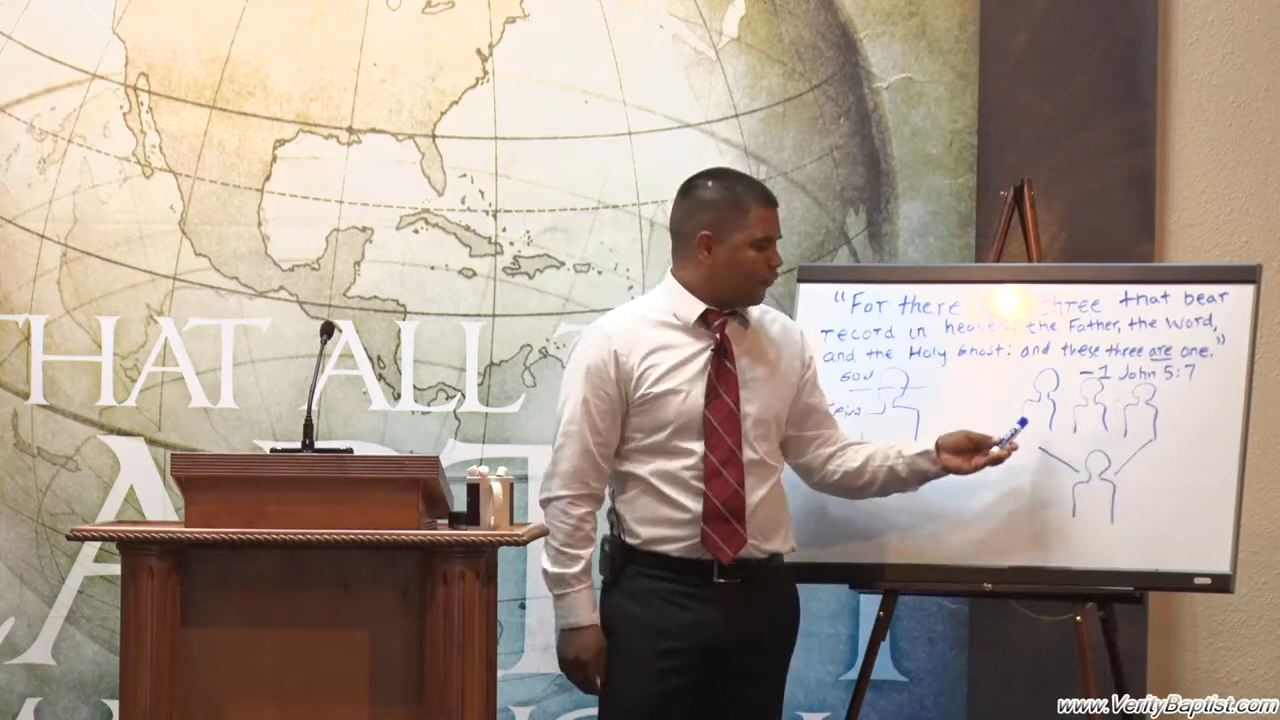 THAT ALL
"For there three that bear
record in heaven, the Father, the Word,
and the Holy Ghost: and these three are one."
-1 John 5:7
GOD
www.VerityBaptist.com